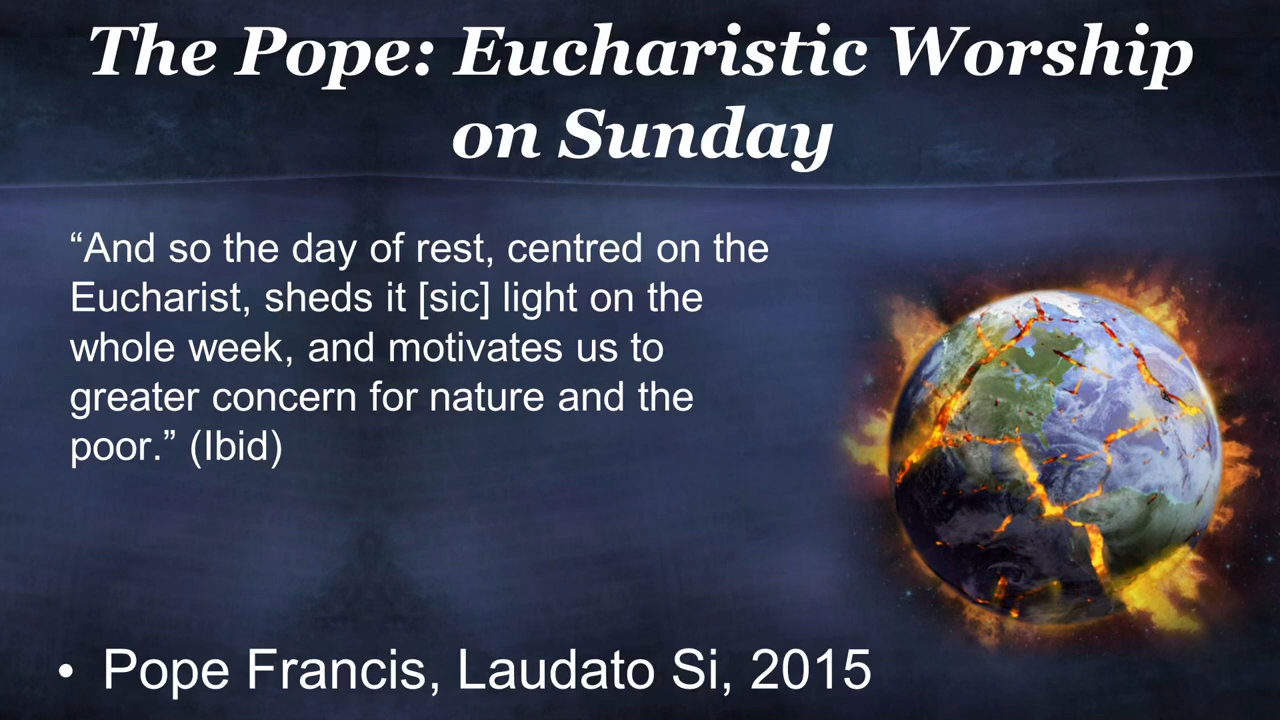 The Pope: Eucharistic Worship
on Sunday
“And so the day of rest, centred on the
Eucharist, sheds it [sic] light on the
whole week, and motivates us to
greater concern for nature and the
poor.” (Ibid)
• Pope Francis, Laudato Si, 2015